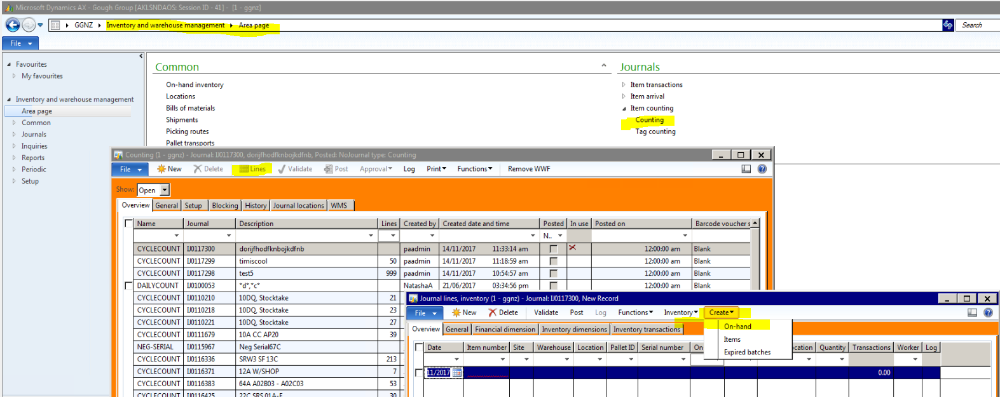 Microsoft Dynamics AX - Gough Group [AKLSNDAOS: Session ID - 41] - [1 - ggnz]
GGNZ Inventory and warehouse management Area page
Search
File
Favourites
My favourites
Inventory and warehouse management
Area page
Common
Journals
Inquiries
Reports
Periodic
Setup
Common
On-hand inventory
Locations
Bills of materials
Shipments
Picking routes
Pallet transports
Journals
Item transactions
Item arrival
Item counting
Counting
Tag counting
Counting (1 - ggnz) - Journal: IJ0117300, dorijfhodfknbojkdfnb, Posted: NoJournal type: Counting
File New Delete Lines Validate Post Approval Log Print Functions Remove WWF
Show: Open
Overview General Setup Blocking History Journal locations WMS
Name Journal Description Lines Created by Created date and time Posted In use Posted on Barcode voucher s
N..
CYCLECOUNT IJ0117300 dorijfhodfknbojkdfnb paadmin 14/11/2017 11:33:14 am 12:00:00 am Blank
CYCLECOUNT IJ0117299 timiscool 50 paadmin 14/11/2017 11:18:59 am 12:00:00 am Blank
CYCLECOUNT IJ0117298 test5 999 paadmin 14/11/2017 10:54:57 am 12:00:00 am Blank
DAILYCOUNT IJ0100053 *d*,*c* NatashaA 21/06/2017 03:34:56 pm 12:00:00 am Blank
CYCLECOUNT IJ0110210 10DQ, Stocktake 21
CYCLECOUNT IJ0110218 10DQ, Stocktake 23
CYCLECOUNT IJ0110221 10DQ, Stocktake 27
CYCLECOUNT IJ0111679 10A CC AP20 39
NEG-SERIAL IJ0115967 Neg Serial67C
CYCLECOUNT IJ0116336 SRW3 SF 13C 213
CYCLECOUNT IJ0116371 12A W/SHOP 7
CYCLECOUNT IJ0116383 64A A02B03 - A02C03 53
CYCLECOUNT IJ0116425 22C SRS 01A-F 30
Journal lines, inventory (1 - ggnz) - Journal: IJ0117300, New Record
File New Delete Validate Post Log Functions Inventory Create
On-hand
Items
Expired batches
Overview General Financial dimension Inventory dimensions Inventory transactions
Date Item number Site Warehouse Location Pallet ID Serial number On ocation Quantity Transactions Worker Log
11/2017 0.00